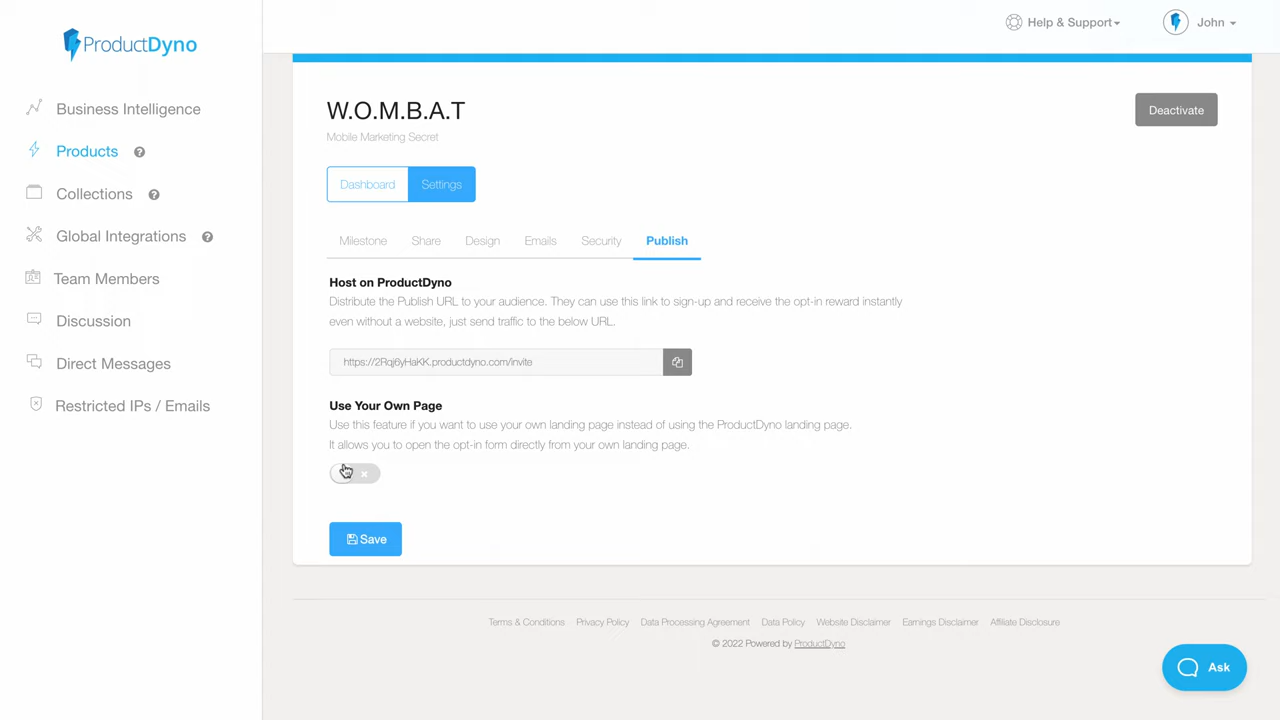 ProductDyno
Help & Support
John
Business Intelligence
Products
Collections
Global Integrations
Team Members
Discussion
Direct Messages
Restricted IPs / Emails
W.O.M.B.A.T
Mobile Marketing Secret
Deactivate
Dashboard
Settings
Milestone
Share
Design
Emails
Security
Publish
Host on ProductDyno
Distribute the Publish URL to your audience. They can use this link to sign-up and receive the opt-in reward instantly
even without a website, just send traffic to the below URL.
https://2Rqj6yHaKK.productdyno.com/invite
Use Your Own Page
Use this feature if you want to use your own landing page instead of using the ProductDyno landing page.
It allows you to open the opt-in form directly from your own landing page.
Save
Terms & Conditions Privacy Policy Data Processing Agreement Data Policy Website Disclaimer Earnings Disclaimer Affiliate Disclosure
© 2022 Powered by ProductDyno
Ask